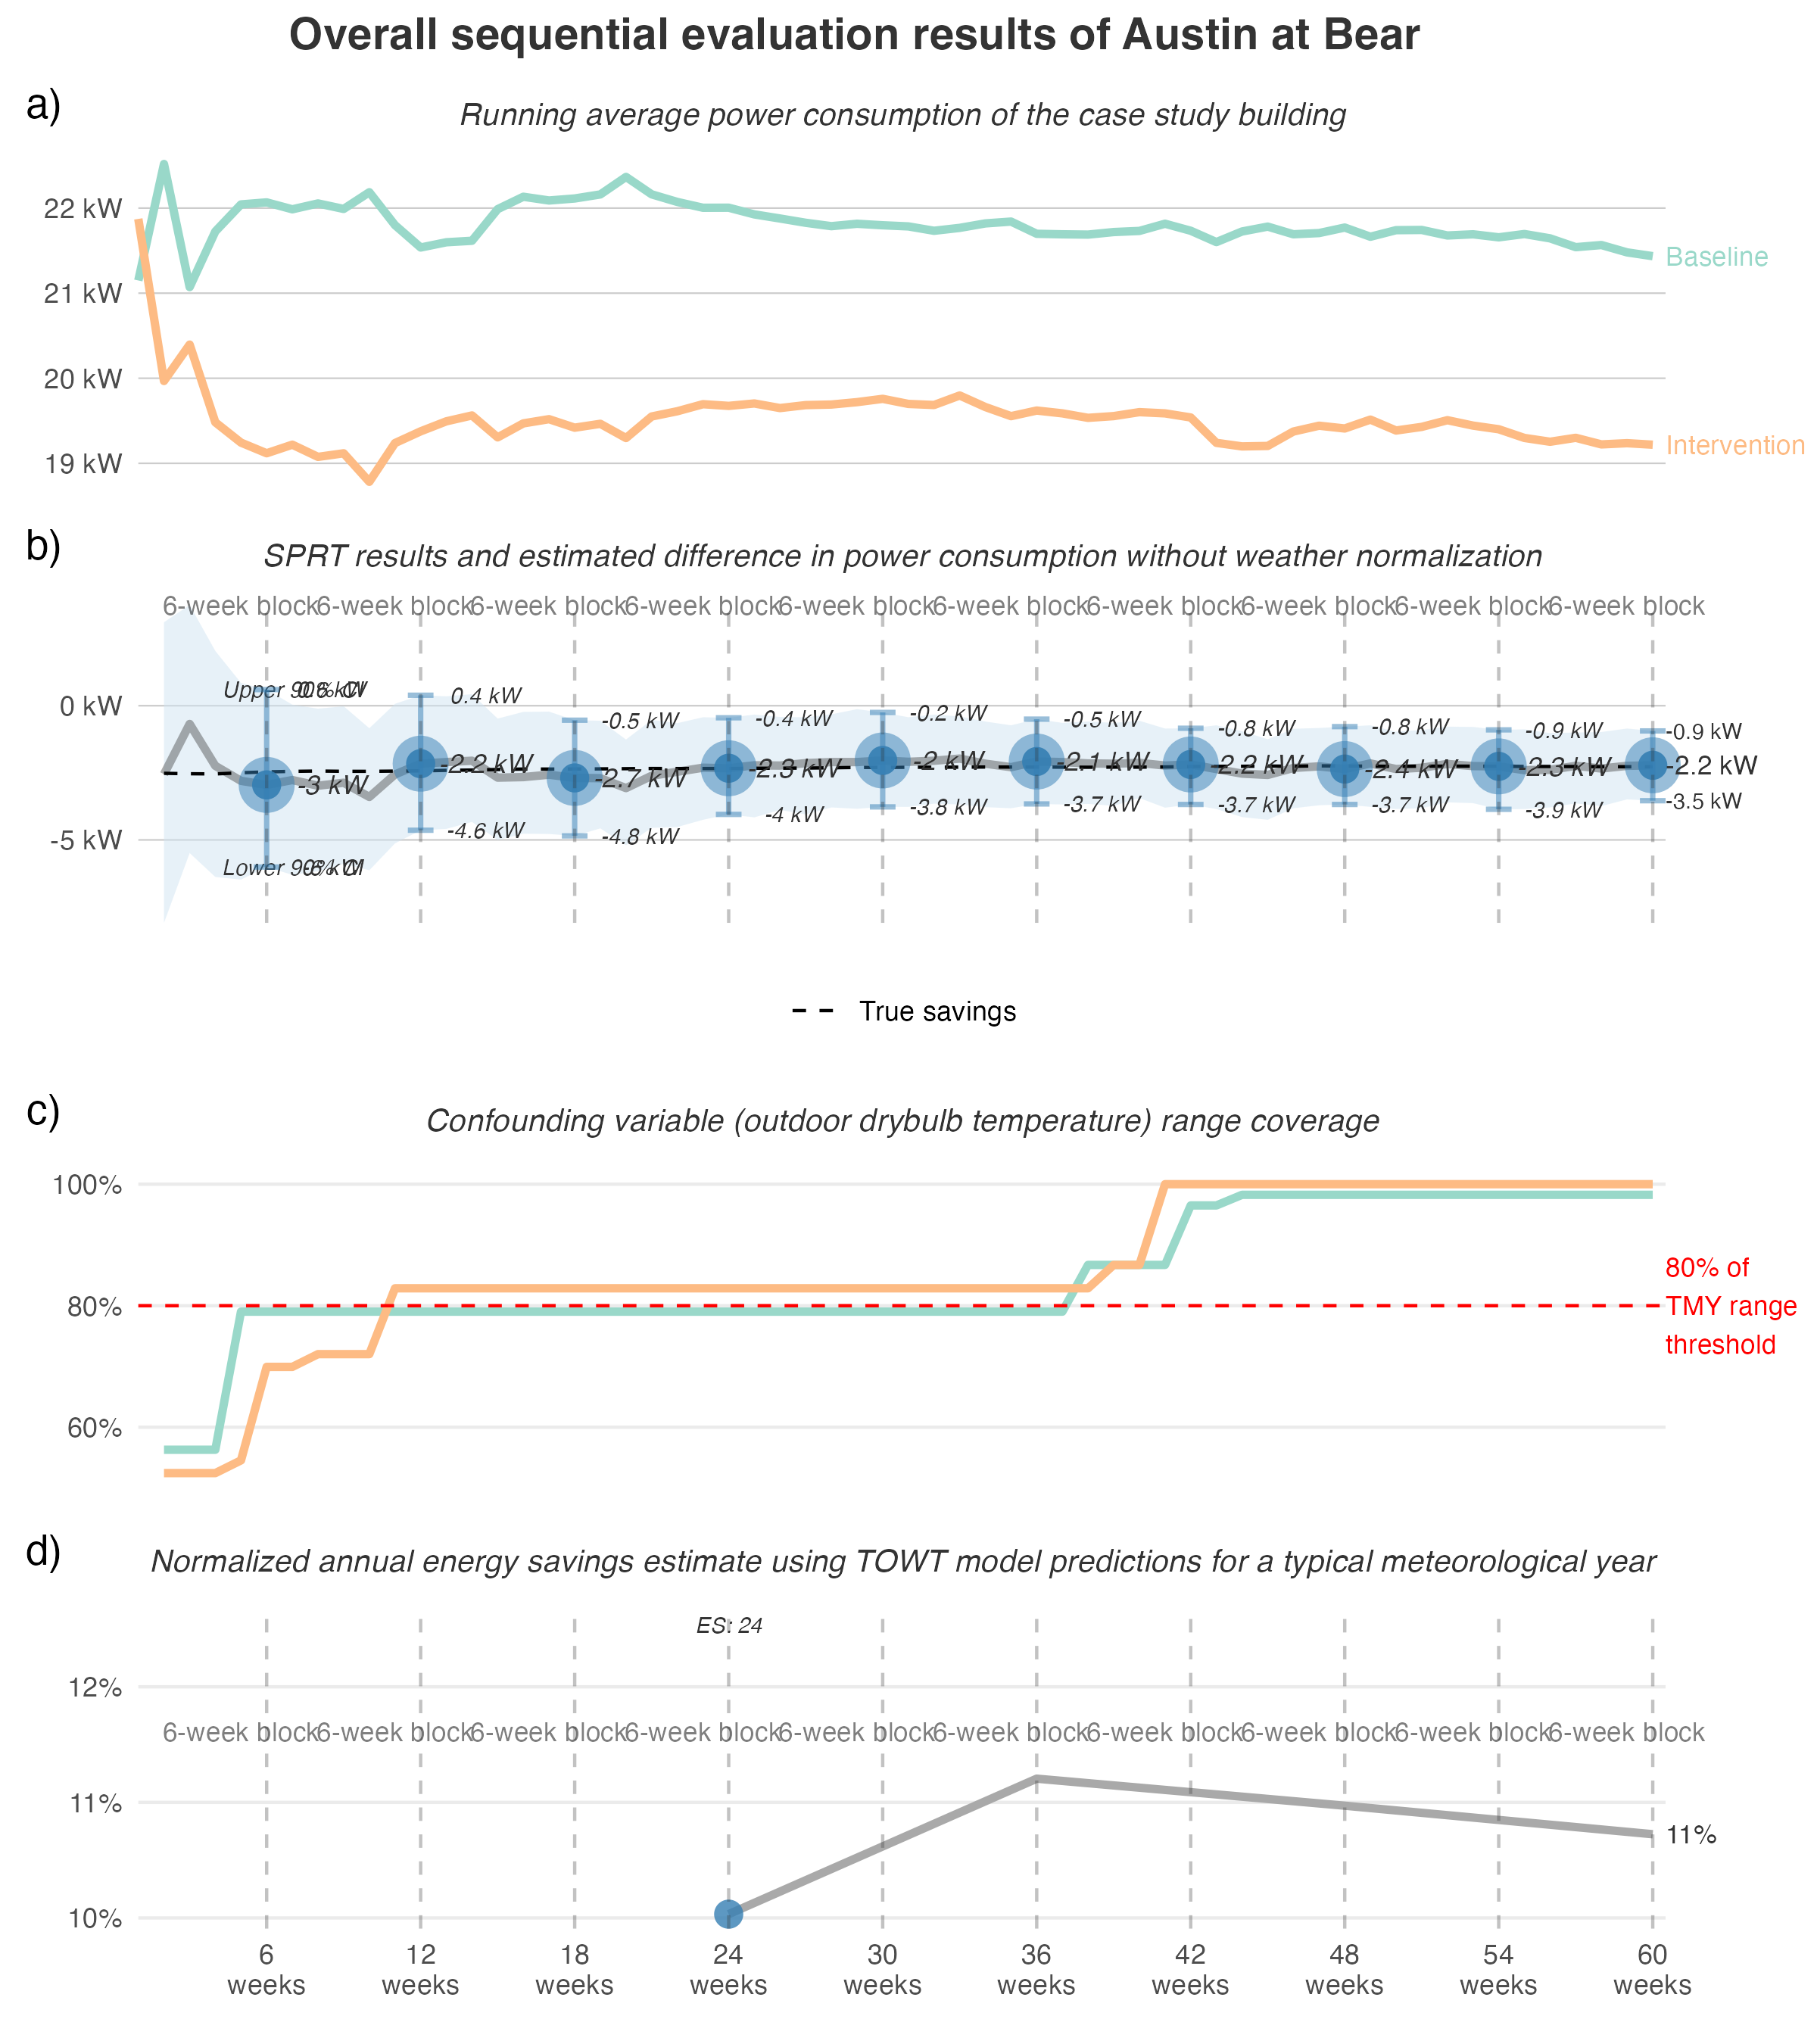 Overall sequential evaluation results of Austin at Bear
a)
Running average power consumption of the case study building
22 kW
21 kW
20 kW
19 kW
Baseline
Intervention
b)
SPRT results and estimated difference in power consumption without weather normalization
6-week block 6-week block 6-week block 6-week block 6-week block 6-week block 6-week block 6-week block 6-week block 6-week block
0 kW
-5 kW
Upper 90% CI
0.4 kW
-0.5 kW
-0.4 kW
-0.2 kW
-0.5 kW
-0.8 kW
-0.8 kW
-0.9 kW
-0.9 kW
-3 kW
-2.2 kW
-2.7 kW
-2.3 kW
-2 kW
-2.1 kW
-2.2 kW
-2.4 kW
-2.3 kW
-2.2 kW
Lower 90% CI
-4.6 kW
-4.8 kW
-4 kW
-3.8 kW
-3.7 kW
-3.7 kW
-3.7 kW
-3.9 kW
-3.5 kW
True savings
c)
Confounding variable (outdoor drybulb temperature) range coverage
100%
80%
60%
80% of
TMY range
threshold
d)
Normalized annual energy savings estimate using TOWT model predictions for a typical meteorological year
ES: 24
12%
6-week block 6-week block 6-week block 6-week block 6-week block 6-week block 6-week block 6-week block 6-week block 6-week block
11%
11%
10%
6 12 18 24 30 36 42 48 54 60
weeks weeks weeks weeks weeks weeks weeks weeks weeks weeks